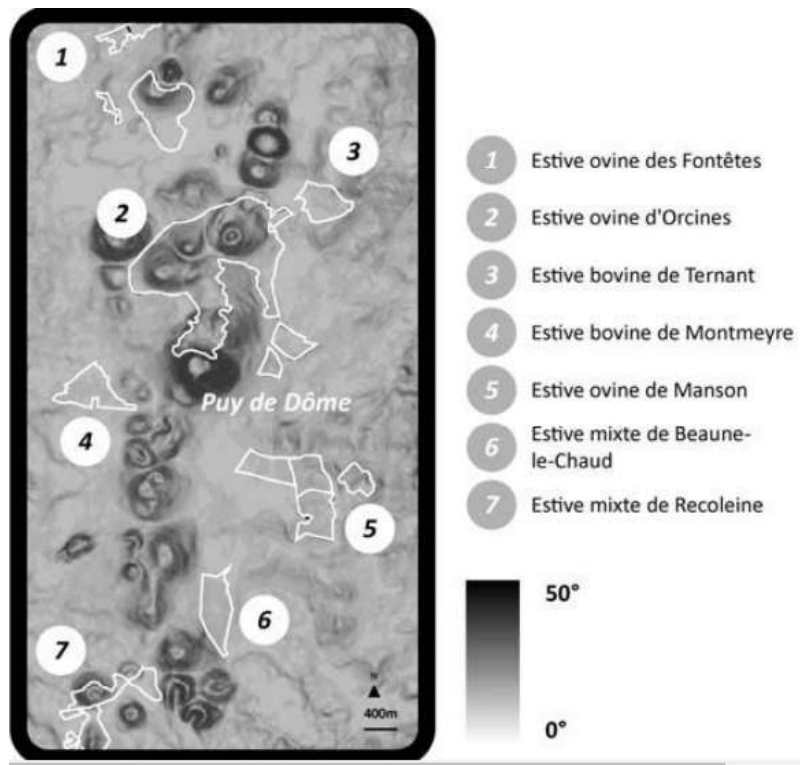 1
3
2
Puy de Dôme
4
5
6
7
N
400m
1 Estive ovine des Fontêtes
2 Estive ovine d'Orcines
3 Estive bovine de Ternant
4 Estive bovine de Montmeyre
5 Estive ovine de Manson
6 Estive mixte de Beaune-
le-Chaud
7 Estive mixte de Recoleine
50°
0°